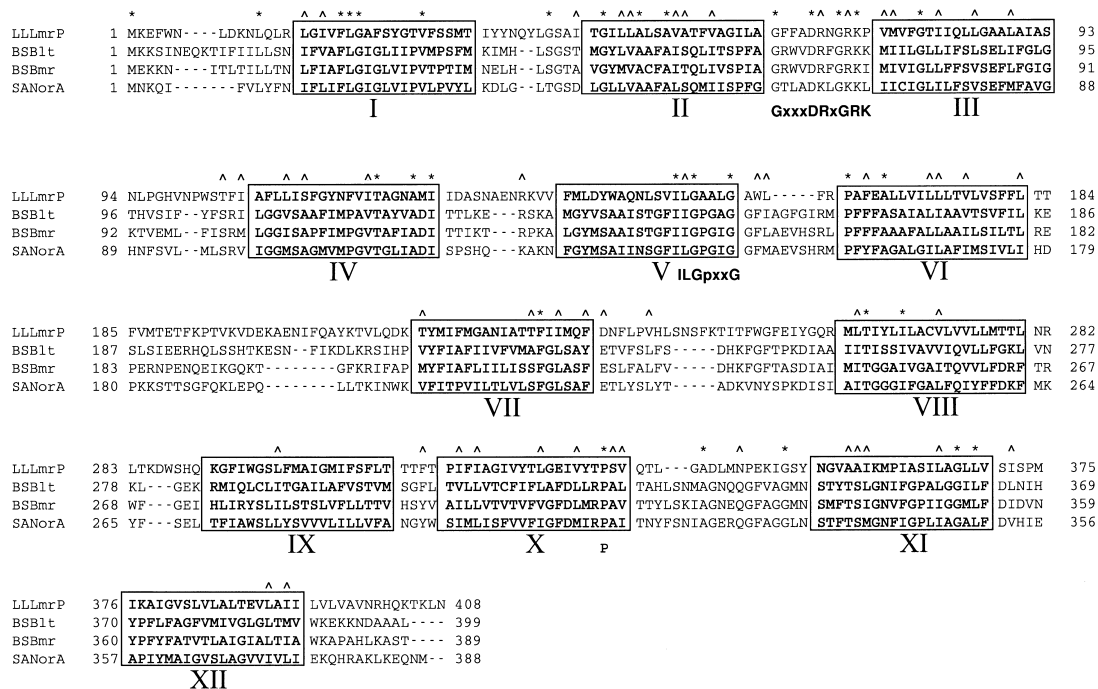 * * ^ ^ * * * * * ^ ^ ^ ^ * ^ ^ ^ * * ^ * * * ^ ^ * ^ ^
LLLmrP 1 MKEFWN----LDKNLQLR LGIVFLGAFSYGTVFSSMT IYYNQYLGSAI TGILLALSAVATFVAGILA GFFADRNGRKP VMVFGTIIQLLGAALAIAS 93
BSBlt 1 MKKSINEQKTIFIILLSN IFVAFLGIGLVIPVMPSFM KIMH-LSGST MGYLVAAFAISQLITSPFA GRWVDRFGRKK MIILGLLIFSLSELIFGLG 95
BSBmr 1 MEKKN----ITLTILLTN LFIAFLGIGLVIPVTPTIM NELH-LSGTA VGYMVACFAITQLIVSPIA GRWVDRFGRKI MIVIGLLFFSVSEFLFGIG 91
SANorA 1 MNKQI-------FVLYFN IFLIFLGIGLVIPVLPVYL KDLG-LTGSD LGLLVAAFALSQMIISPFG GTLADKLGKKL IICIGLILFSVSEFMFAVG 88
I II GxxxDRxGRK III
^ ^ ^ ^ ^ * * * ^ * ^ ^ * ^ ^ * ^ * ^ ^ ^ ^
LLLmrP 94 NLPGHVNPWSTFI AFLLISFGYNFVITAGNAMI IDASNAENRKVV FMLDYWAQNLSVILGAALG AWL-----FR PAFEALLVILLLTVLVSFFL TT 184
BSBlt 96 THVSIF--YFSRI LGGVSAAFIMPAVTAYVADI TTLKE--RSKA MGYVSAAISTGFIIGPGAG GFIAGFGIRM PFFFASAIALIAAVTSVFIL KE 186
BSBmr 92 KTVEML--FISRM LGGISAPFIMPGVTAFIADI TTIKT--RPKA LGYMSAAISTGFIIGPGIG GFLAEVHSRL PFFFAAAFALLAAILSILTL RE 182
SANorA 89 HNFSVL--MLSRV IGGMSAGMVMPGVTGLIADI SPSHQ--KAKN FGYMSAIINSGFILGPGIG GFMAEVSHRM PFYFAGALGILAFIMSIVLI HD 179
IV V ILGpxxG VI
^ ^ * ^ ^ ^ ^ ^ * * ^
LLLmrP 185 FVMTETFKPTVKVDEKAENIFQAYKTVLQDK TYMIFMGANIATTFIIMQF DNFLPVHLSNSFKTITFWGFEIYGQR MLTIYLILACVLVVLLMTTL NR 282
BSBlt 187 SLSIEERHQLSSHTKESN--FIKDLKRSIHP VYFIAFIIVFVMAFGLSAY ETVFSLFS-----DHKFGFTPKDIAA IITISSIVAVVIQVLLFGKL VN 277
BSBmr 183 PERNPENQEIKGQKT--------GFKRIFAP MYFIAFLIILISSFGLASF ESLFALFV-----DHKFGFTASDIAI MITGGAIVGAITQVVLFDRF TR 267
SANorA 180 PKKSTTSGFQKLEPQ-----LLTKINWK VFITPVILTLVLSFGLSAF ETLYSLYT-----ADKVNYSPKDISI AITGGGIFGALFQIYFFDKF MK 264
VII VIII
^ ^ ^ ^ ^ ^ * ^ ^ * ^ * ^ ^ ^ ^ * * ^
LLLmrP 283 LTKDWSHQ KGFIWGSLFMAIGMIFSFLT TTFT PIFIAGIVYTLGEIVYTPSV QTL---GADLMNPEKIGSY NGVAAIKMPIASILAGLLV SISPM 375
BSBlt 278 KL---GEK RMIQLCLITGAILAFVSTVM SGFL TVLLVTCFIFLAFDLLRPAL TAHLSNMAGNQQGFVAGMN STYTSLGNIFGPALGGILF DLNIH 369
BSBmr 268 WF---GEI HLIRYSLILSTSLVFLLTTV HSYV AILLVTVTVFVGFDLMRPAV TTYLSKIAGNEQGFAGGMN SMFTSIGNVFGPIIGGMLF DIDVN 359
SANorA 265 YF---SEL TFIAWSLLYSVVVLILLVFA NGYW SIMLISFVVFIGFDMIRPAI TNYFSNIAGERQGFAGGLN STFTSMGNFIGPLIAGALF DVHIE 356
IX X P XI
^ ^
LLLmrP 376 IKAIGVSLVLALTEVLAII LVLVAVNRHQKTKLN 408
BSBlt 370 YPFLFAGFVMIVGLGLTMV WKEKKNDAAAL---- 399
BSBmr 360 YPFYFATVTLAIGIALTIA WKAPAHLKAST---- 389
SANorA 357 APIYMAIGVSLAGVVIVLI EKQHRAKLKEQNM-- 388
XII